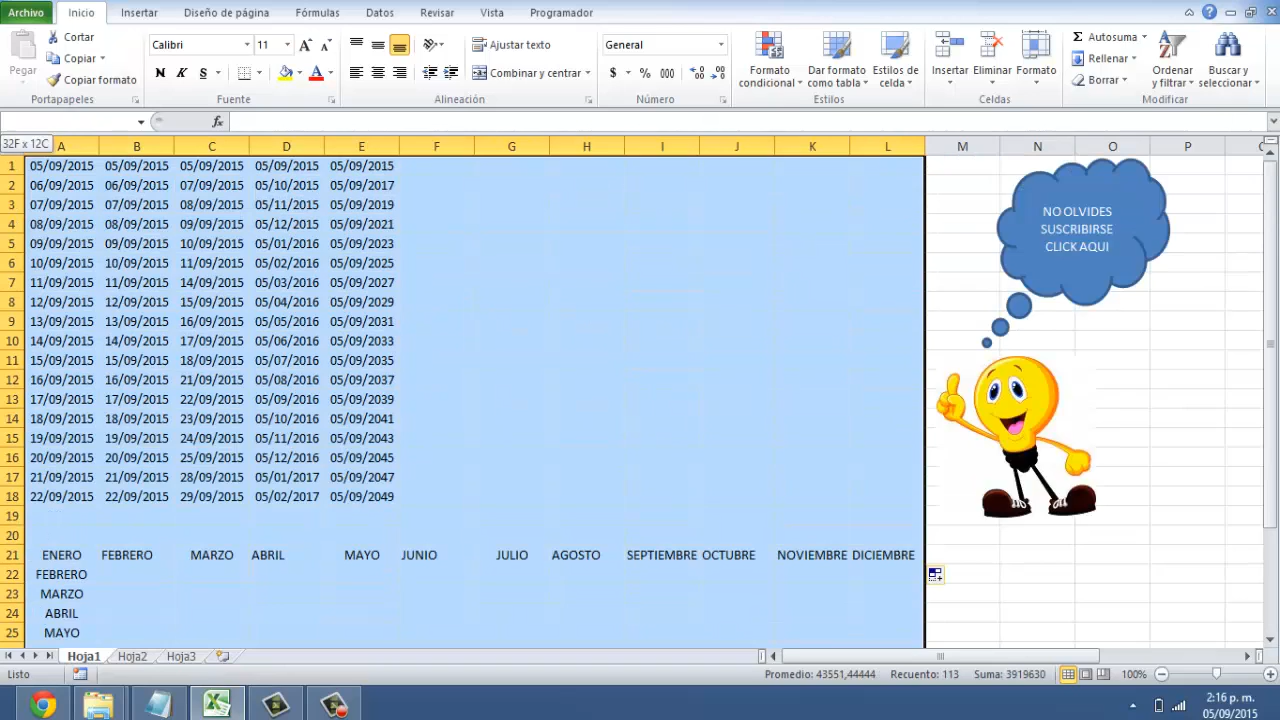 Archivo Inicio Insertar Diseño de página Fórmulas Datos Revisar Vista Programador
Pegar
Cortar
Copiar
Copiar formato
Portapapeles
Calibri 11
N K S
Fuente
Ajustar texto
Combinar y centrar
Alineación
General
$ % 000
Número
Formato condicional
Dar formato como tabla
Estilos de celda
Estilos
Insertar Eliminar Formato
Celdas
Autosuma
Rellenar
Borrar
Ordenar y filtrar
Buscar y seleccionar
Modificar
fx
32F x 12C
A B C D E F G H I J K L M N O P
1 05/09/2015 05/09/2015 05/09/2015 05/09/2015 05/09/2015
2 06/09/2015 06/09/2015 07/09/2015 05/10/2015 05/09/2017
3 07/09/2015 07/09/2015 08/09/2015 05/11/2015 05/09/2019
4 08/09/2015 08/09/2015 09/09/2015 05/12/2015 05/09/2021
5 09/09/2015 09/09/2015 10/09/2015 05/01/2016 05/09/2023
6 10/09/2015 10/09/2015 11/09/2015 05/02/2016 05/09/2025
7 11/09/2015 11/09/2015 14/09/2015 05/03/2016 05/09/2027
8 12/09/2015 12/09/2015 15/09/2015 05/04/2016 05/09/2029
9 13/09/2015 13/09/2015 16/09/2015 05/05/2016 05/09/2031
10 14/09/2015 14/09/2015 17/09/2015 05/06/2016 05/09/2033
11 15/09/2015 15/09/2015 18/09/2015 05/07/2016 05/09/2035
12 16/09/2015 16/09/2015 21/09/2015 05/08/2016 05/09/2037
13 17/09/2015 17/09/2015 22/09/2015 05/09/2016 05/09/2039
14 18/09/2015 18/09/2015 23/09/2015 05/10/2016 05/09/2041
15 19/09/2015 19/09/2015 24/09/2015 05/11/2016 05/09/2043
16 20/09/2015 20/09/2015 25/09/2015 05/12/2016 05/09/2045
17 21/09/2015 21/09/2015 28/09/2015 05/01/2017 05/09/2047
18 22/09/2015 22/09/2015 29/09/2015 05/02/2017 05/09/2049
19
20
21 ENERO FEBRERO MARZO ABRIL MAYO JUNIO JULIO AGOSTO SEPTIEMBRE OCTUBRE NOVIEMBRE DICIEMBRE
22 FEBRERO
23 MARZO
24 ABRIL
25 MAYO
NO OLVIDES
SUSCRIBIRSE
CLICK AQUI
Hoja1 Hoja2 Hoja3
Listo Promedio: 43551,44444 Recuento: 113 Suma: 3919630 100%
2:16 p. m.
05/09/2015